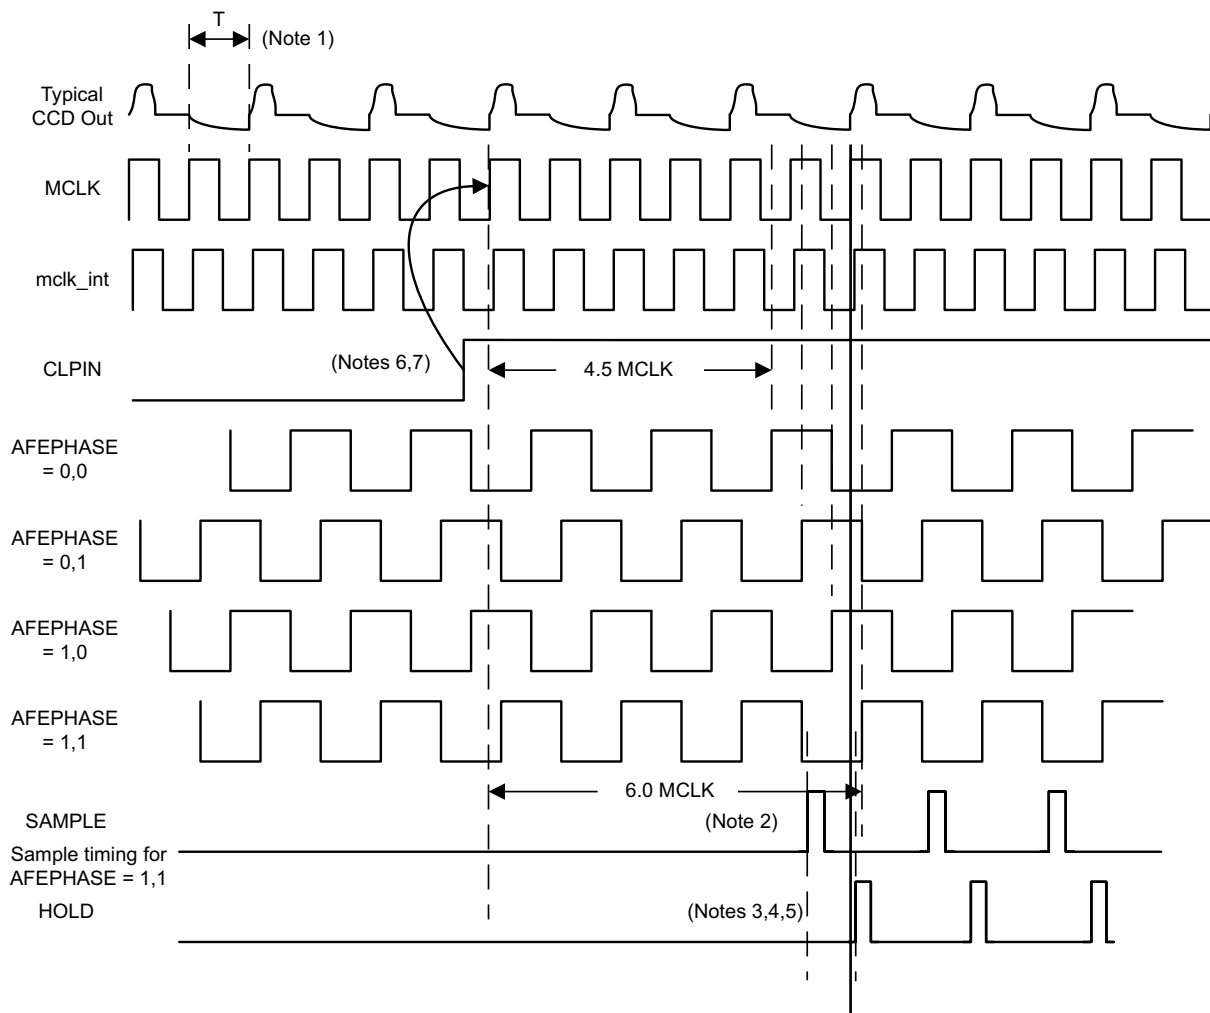 T
(Note 1)
Typical
CCD Out
MCLK
mclk_int
(Notes 6,7)
CLPIN
4.5 MCLK
AFEPHASE
= 0,0
AFEPHASE
= 0,1
AFEPHASE
= 1,0
AFEPHASE
= 1,1
6.0 MCLK
SAMPLE
(Note 2)
Sample timing for
AFEPHASE = 1,1
HOLD
(Notes 3,4,5)